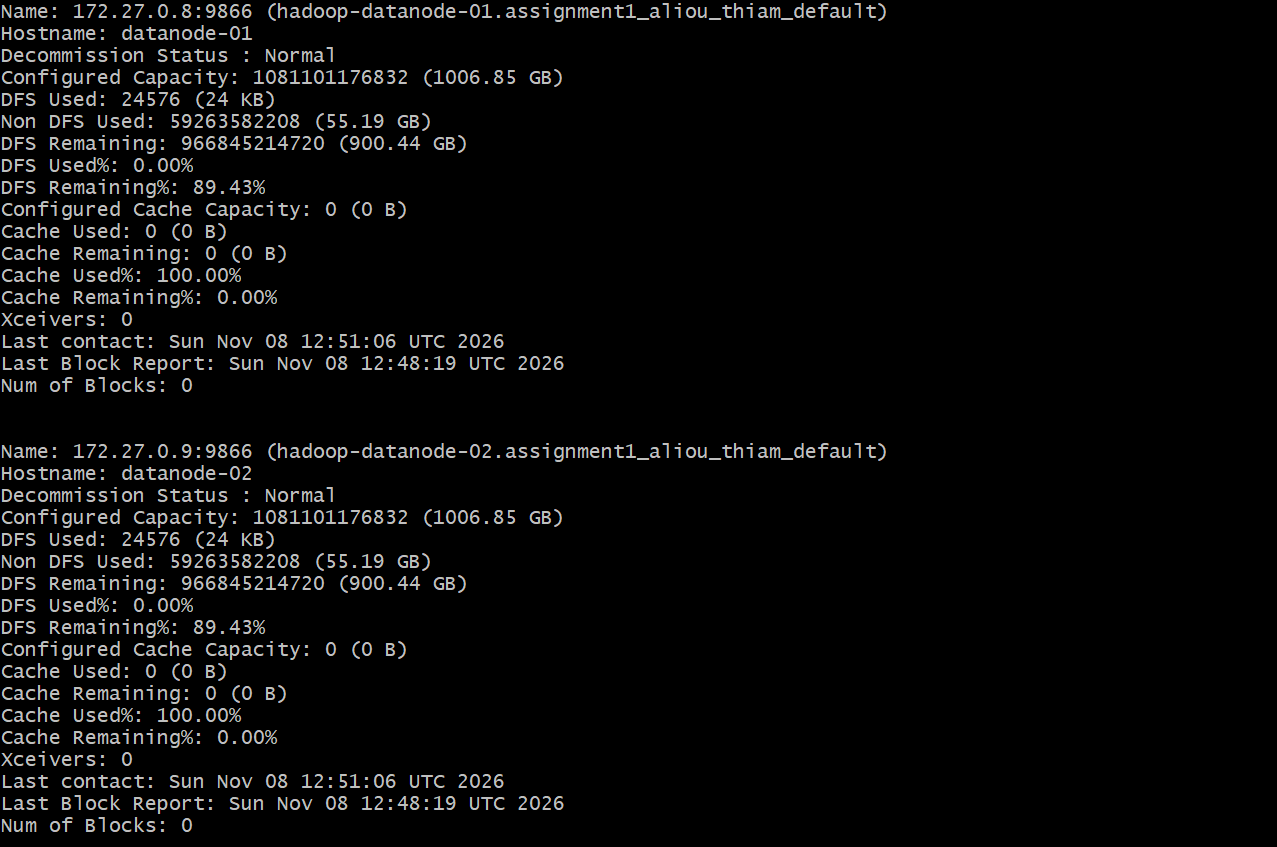 Name: 172.27.0.8:9866 (hadoop-datanode-01.assignment1_aliou_thiam_default)
Hostname: datanode-01
Decommission Status : Normal
Configured Capacity: 1081101176832 (1006.85 GB)
DFS Used: 24576 (24 KB)
Non DFS Used: 59263582208 (55.19 GB)
DFS Remaining: 966845214720 (900.44 GB)
DFS Used%: 0.00%
DFS Remaining%: 89.43%
Configured Cache Capacity: 0 (0 B)
Cache Used: 0 (0 B)
Cache Remaining: 0 (0 B)
Cache Used%: 100.00%
Cache Remaining%: 0.00%
Xceivers: 0
Last contact: Sun Nov 08 12:51:06 UTC 2026
Last Block Report: Sun Nov 08 12:48:19 UTC 2026
Num of Blocks: 0
Name: 172.27.0.9:9866 (hadoop-datanode-02.assignment1_aliou_thiam_default)
Hostname: datanode-02
Decommission Status : Normal
Configured Capacity: 1081101176832 (1006.85 GB)
DFS Used: 24576 (24 KB)
Non DFS Used: 59263582208 (55.19 GB)
DFS Remaining: 966845214720 (900.44 GB)
DFS Used%: 0.00%
DFS Remaining%: 89.43%
Configured Cache Capacity: 0 (0 B)
Cache Used: 0 (0 B)
Cache Remaining: 0 (0 B)
Cache Used%: 100.00%
Cache Remaining%: 0.00%
Xceivers: 0
Last contact: Sun Nov 08 12:51:06 UTC 2026
Last Block Report: Sun Nov 08 12:48:19 UTC 2026
Num of Blocks: 0